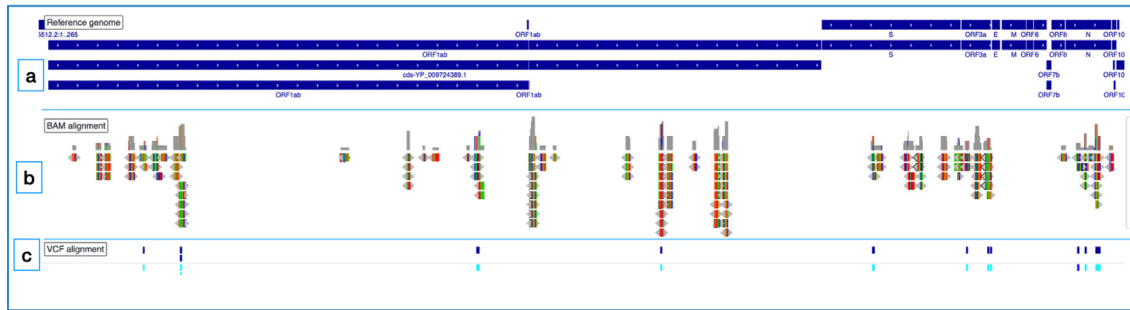 Reference genome
5512.2:1..265
ORF1ab
S ORF3a E M ORF6 ORF8 N ORF10
ORF1ab S ORF3a E M ORF6 ORF8 N ORF10
a
cds-YP_009724389.1 ORF7b ORF10
ORF1ab ORF1ab ORF7b ORF10
BAM alignment
b
VCF alignment
c